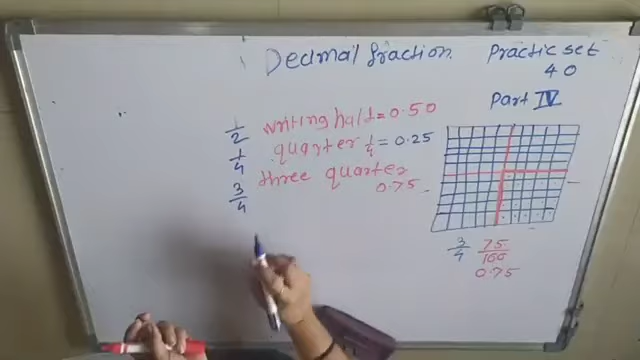 Decimal fraction. Practic set
40
Part IV
1/2 writing half = 0.50
1/4 quarter 1/4 = 0.25
3/4 three quarter
0.75
3/4 75/100
0.75